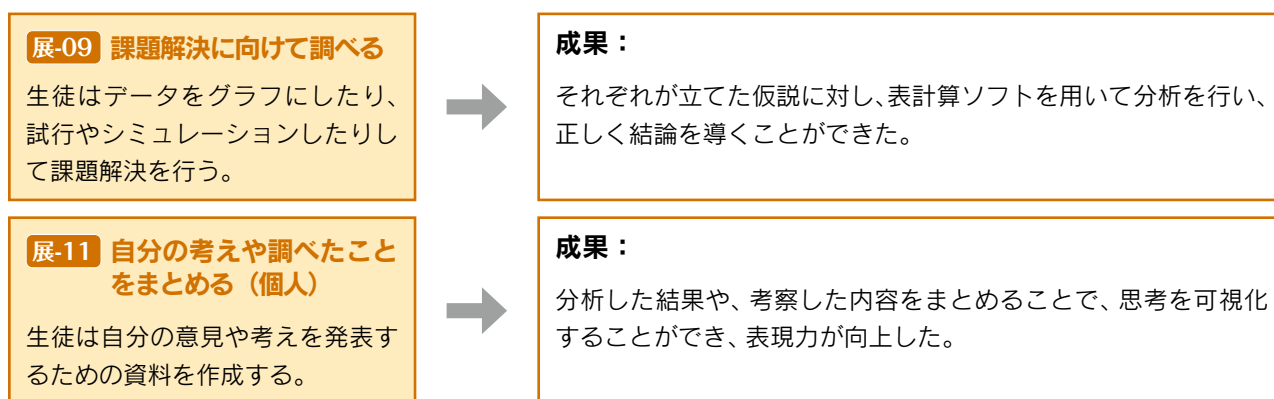 展-09 課題解決に向けて調べる
生徒はデータをグラフにしたり、
試行やシミュレーションしたりし
て課題解決を行う。
成果：
それぞれが立てた仮説に対し、表計算ソフトを用いて分析を行い、
正しく結論を導くことができた。
展-11 自分の考えや調べたこと
をまとめる（個人）
生徒は自分の意見や考えを発表す
るための資料を作成する。
成果：
分析した結果や、考察した内容をまとめることで、思考を可視化
することができ、表現力が向上した。